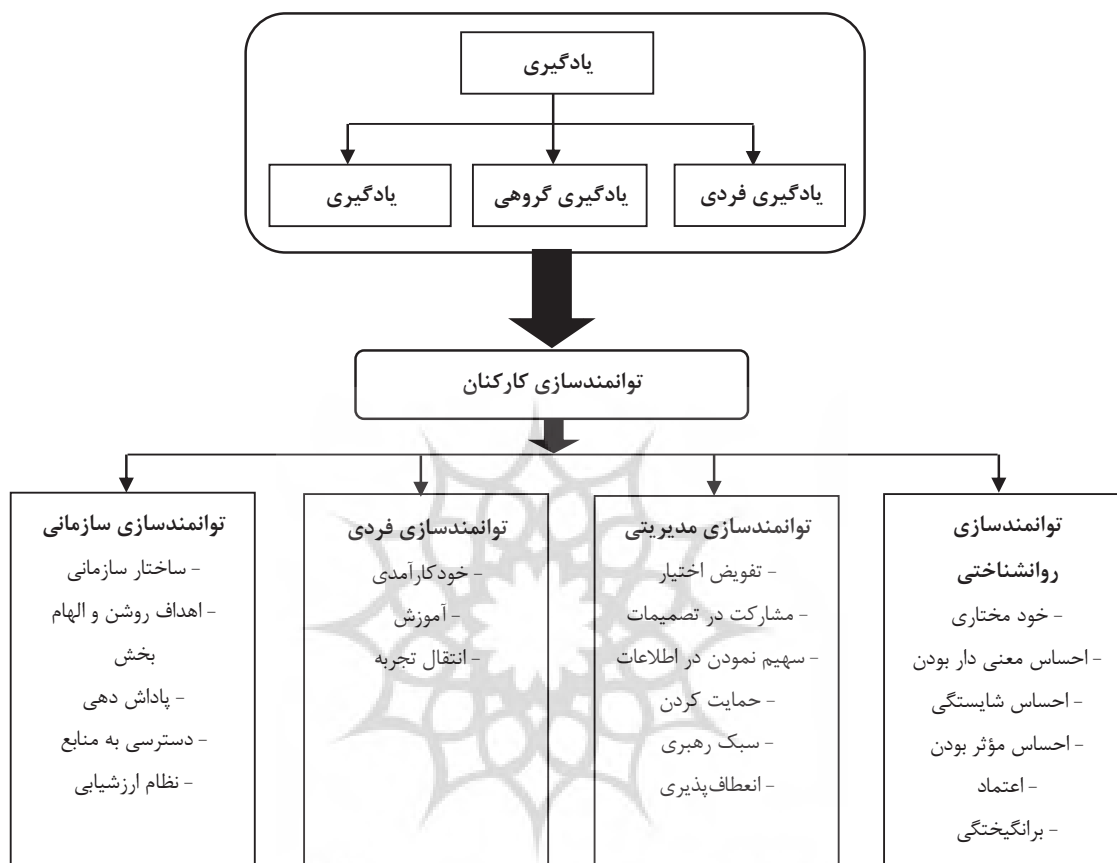 یادگیری
یادگیری فردی
یادگیری گروهی
یادگیری
توانمندسازی کارکنان
توانمندسازی
روانشناختی
- خود مختاری
- احساس معنی دار بودن
- احساس شایستگی
- احساس مؤثر بودن
- اعتماد
- برانگیختگی
توانمندسازی مدیریتی
- تفویض اختیار
- مشارکت در تصمیمات
- سهیم نمودن در اطلاعات
- حمایت کردن
- سبک رهبری
- انعطاف‌پذیری
توانمندسازی فردی
- خودکارآمدی
- آموزش
- انتقال تجربه
توانمندسازی سازمانی
- ساختار سازمانی
- اهداف روشن و الهام
بخش
- پاداش دهی
- دسترسی به منابع
- نظام ارزشیابی